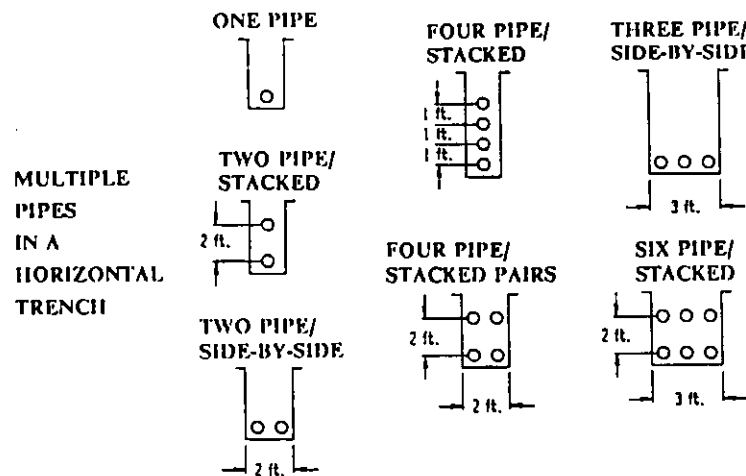 ONE PIPE
FOUR PIPE/
STACKED
1 ft.
1 ft.
1 ft.
THREE PIPE/
SIDE-BY-SIDE
3 ft.
MULTIPLE
PIPES
IN A
HORIZONTAL
TRENCH
TWO PIPE/
STACKED
2 ft.
FOUR PIPE/
STACKED PAIRS
2 ft.
2 ft.
SIX PIPE/
STACKED
2 ft.
3 ft.
TWO PIPE/
SIDE-BY-SIDE
2 ft.